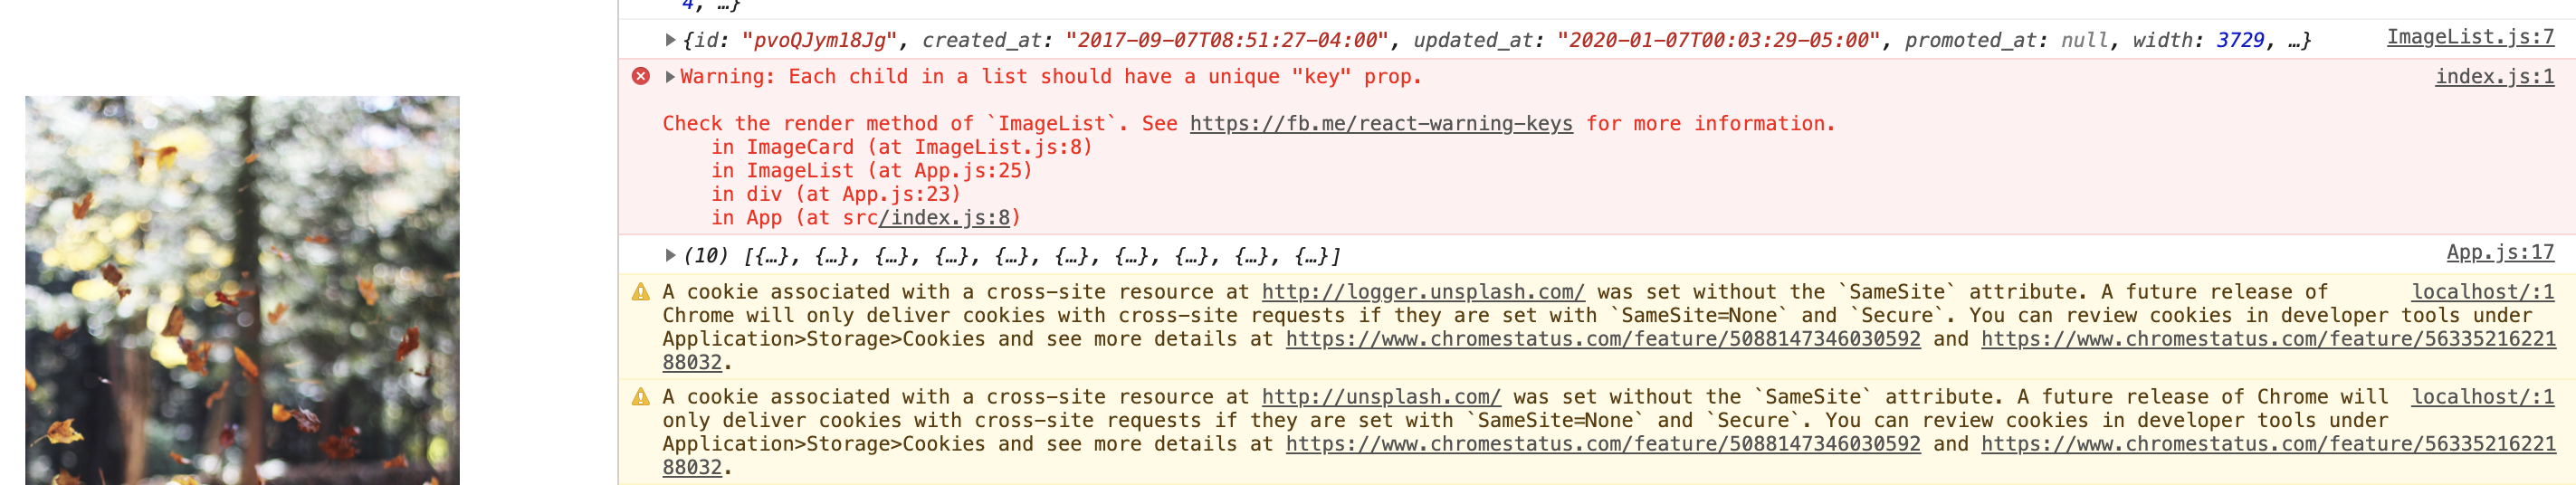 4, …}
▶{id: "pvoQJym18Jg", created_at: "2017-09-07T08:51:27-04:00", updated_at: "2020-01-07T00:03:29-05:00", promoted_at: null, width: 3729, …} ImageList.js:7
▶Warning: Each child in a list should have a unique "key" prop. index.js:1
Check the render method of `ImageList`. See https://fb.me/react-warning-keys for more information.
in ImageCard (at ImageList.js:8)
in ImageList (at App.js:25)
in div (at App.js:23)
in App (at src/index.js:8)
▶(10) [{…}, {…}, {…}, {…}, {…}, {…}, {…}, {…}, {…}, {…}] App.js:17
A cookie associated with a cross-site resource at http://logger.unsplash.com/ was set without the `SameSite` attribute. A future release of localhost/:1
Chrome will only deliver cookies with cross-site requests if they are set with `SameSite=None` and `Secure`. You can review cookies in developer tools under
Application>Storage>Cookies and see more details at https://www.chromestatus.com/feature/5088147346030592 and https://www.chromestatus.com/feature/56335216221
88032.
A cookie associated with a cross-site resource at http://unsplash.com/ was set without the `SameSite` attribute. A future release of Chrome will localhost/:1
only deliver cookies with cross-site requests if they are set with `SameSite=None` and `Secure`. You can review cookies in developer tools under
Application>Storage>Cookies and see more details at https://www.chromestatus.com/feature/5088147346030592 and https://www.chromestatus.com/feature/56335216221
88032.